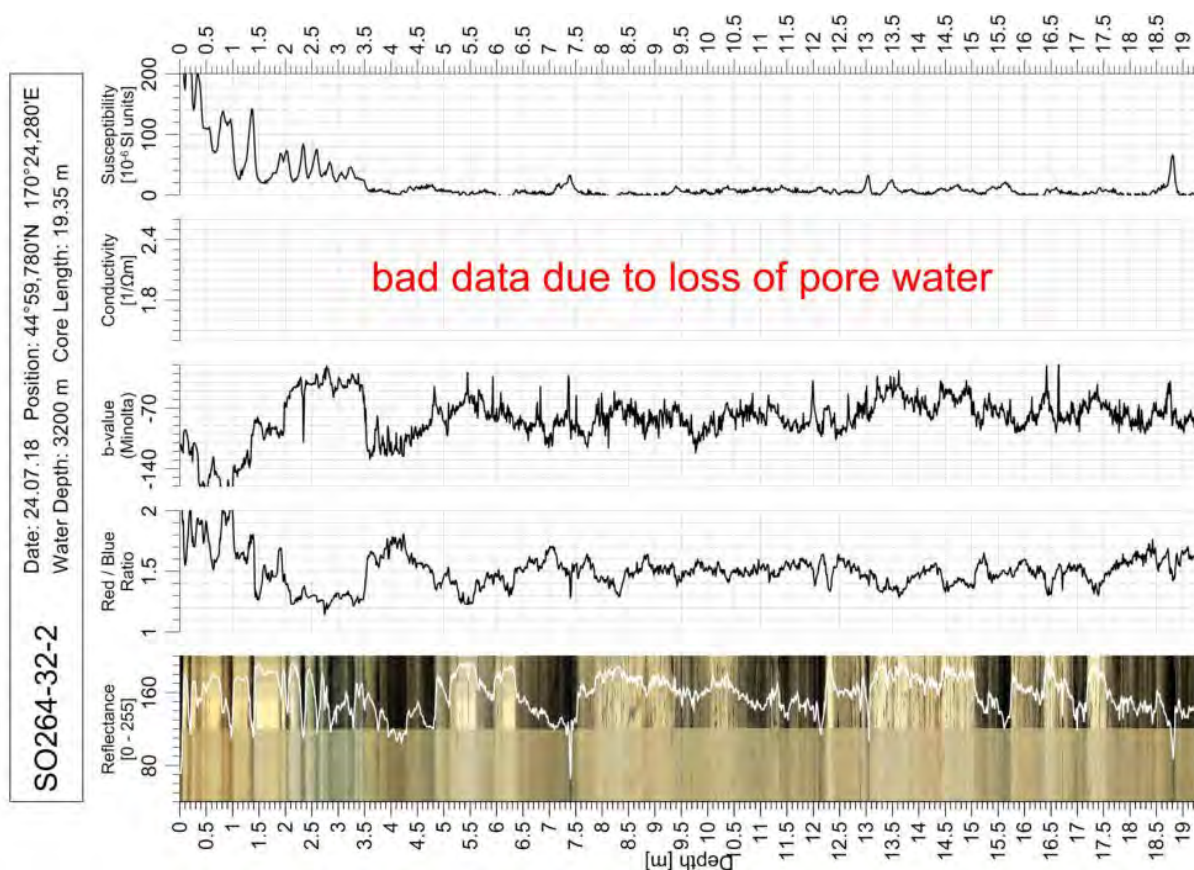 SO264-32-2
Date: 24.07.18 Position: 44°59,780'N 170°24,280'E
Water Depth: 3200 m Core Length: 19.35 m
0 0.5 1 1.5 2 2.5 3 3.5 4 4.5 5 5.5 6 6.5 7 7.5 8 8.5 9 9.5 10 10.5 11 11.5 12 12.5 13 13.5 14 14.5 15 15.5 16 16.5 17 17.5 18 18.5 19
Susceptibility
[10⁻⁶ SI units]
0 100 200
Conductivity
[1/Ωm]
1.8 2.4
bad data due to loss of pore water
b-value
(Minolta)
-140 -70
Red / Blue
Ratio
1 1.5 2
Reflectance
[0 - 255]
80 160
0 0.5 1 1.5 2 2.5 3 3.5 4 4.5 5 5.5 6 6.5 7 7.5 8 8.5 9 9.5 10 10.5 11 11.5 12 12.5 13 13.5 14 14.5 15 15.5 16 16.5 17 17.5 18 18.5 19
Depth [m]